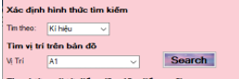 Xác định hình thức tìm kiếm
Tìm theo: Kí hiệu
Tìm vị trí trên bản đồ
Vị Trí A1 Search